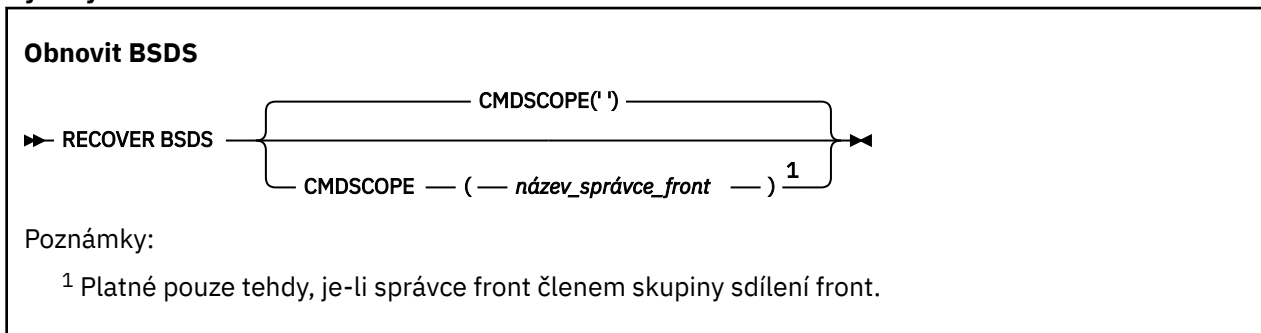 Obnovit BSDS
CMDSCOPE(' ')
RECOVER BSDS
CMDSCOPE ( název_správce_front ) 1
Poznámky:
1 Platné pouze tehdy, je-li správce front členem skupiny sdílení front.